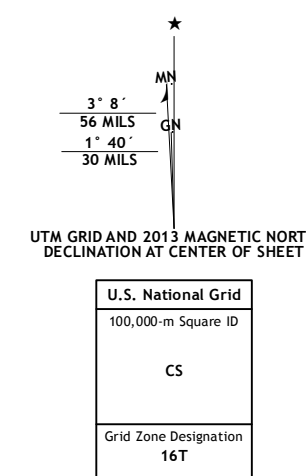 ★
MN
3° 8´
56 MILS
GN
1° 40´
30 MILS
UTM GRID AND 2013 MAGNETIC NORT
DECLINATION AT CENTER OF SHEET
U.S. National Grid
100,000-m Square ID
CS
Grid Zone Designation
16T